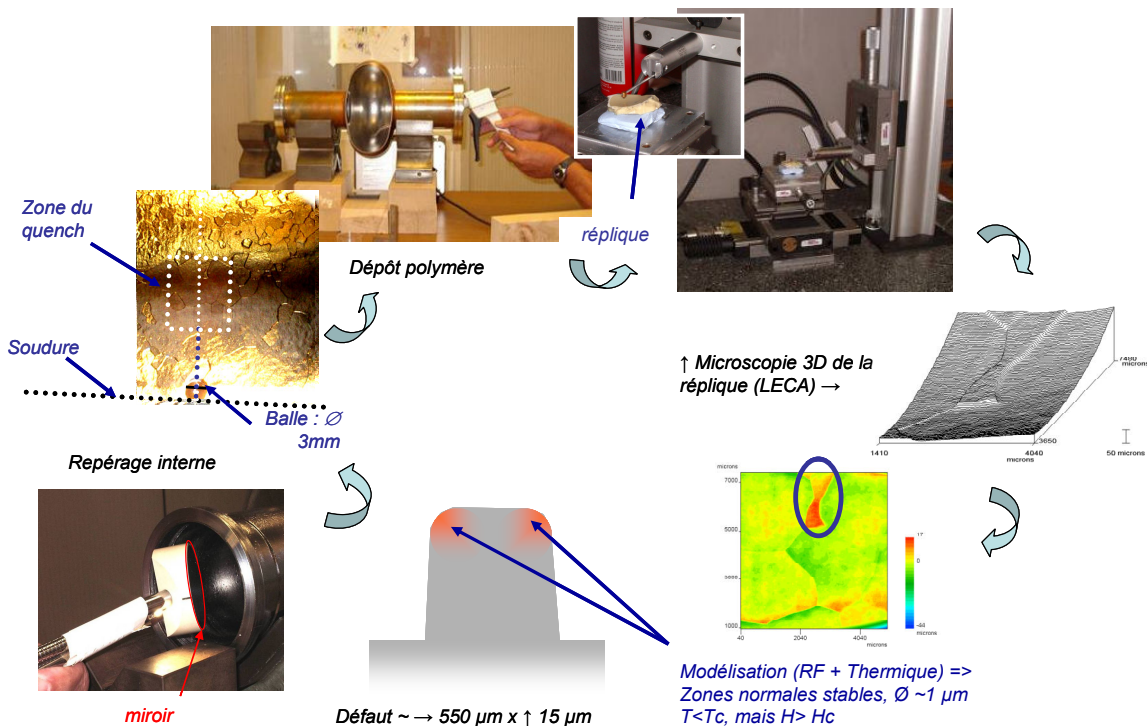 Zone du
quench
Dépôt polymère
réplique
Soudure
Balle : Ø
3mm
Repérage interne
↑ Microscopie 3D de la
réplique (LECA) →
microns
3650
1410
4040
microns
50 microns
microns
7000
5000
1000
40
2040
4040
microns
17
0
-44
microns
miroir
Défaut ~ → 550 µm x ↑ 15 µm
Modélisation (RF + Thermique) =>
Zones normales stables, Ø ~1 µm
T<Tc, mais H> Hc